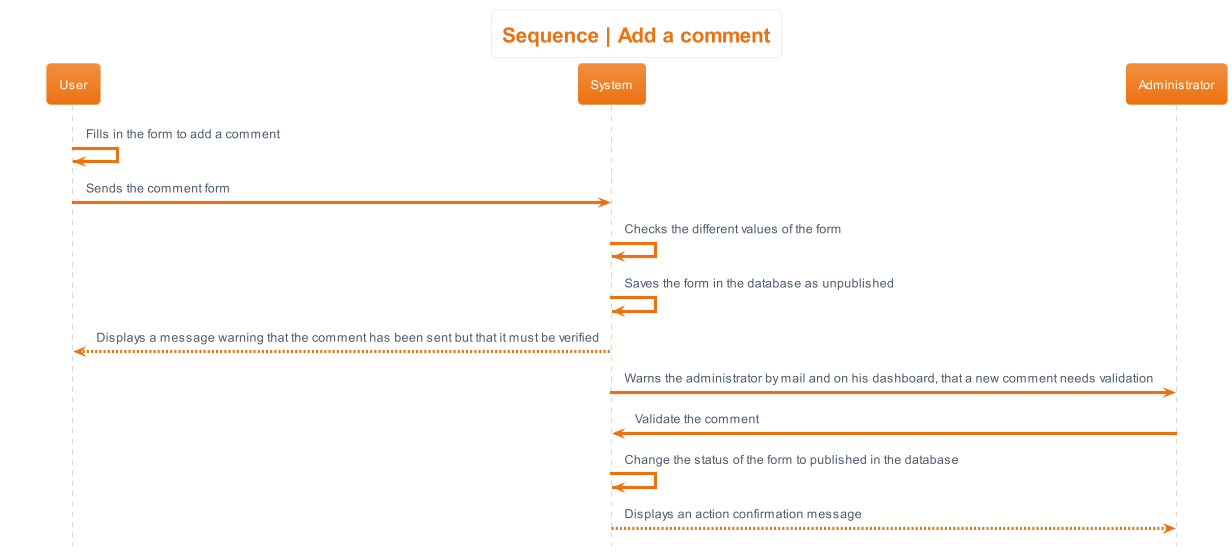 Sequence | Add a comment
User
System
Administrator
Fills in the form to add a comment
Sends the comment form
Checks the different values of the form
Saves the form in the database as unpublished
Displays a message warning that the comment has been sent but that it must be verified
Warns the administrator by mail and on his dashboard, that a new comment needs validation
Validate the comment
Change the status of the form to published in the database
Displays an action confirmation message